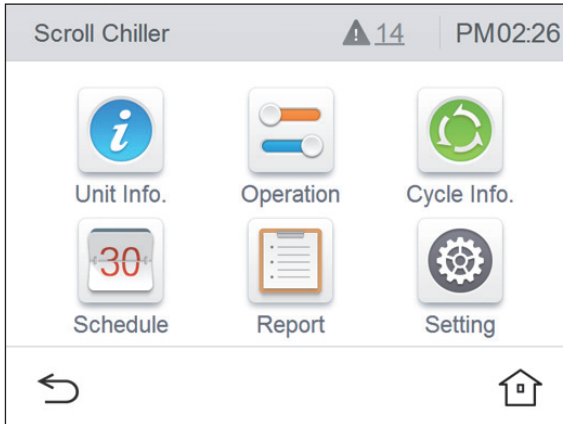 Scroll Chiller 14 PM02:26
Unit Info. Operation Cycle Info.
30
Schedule Report Setting